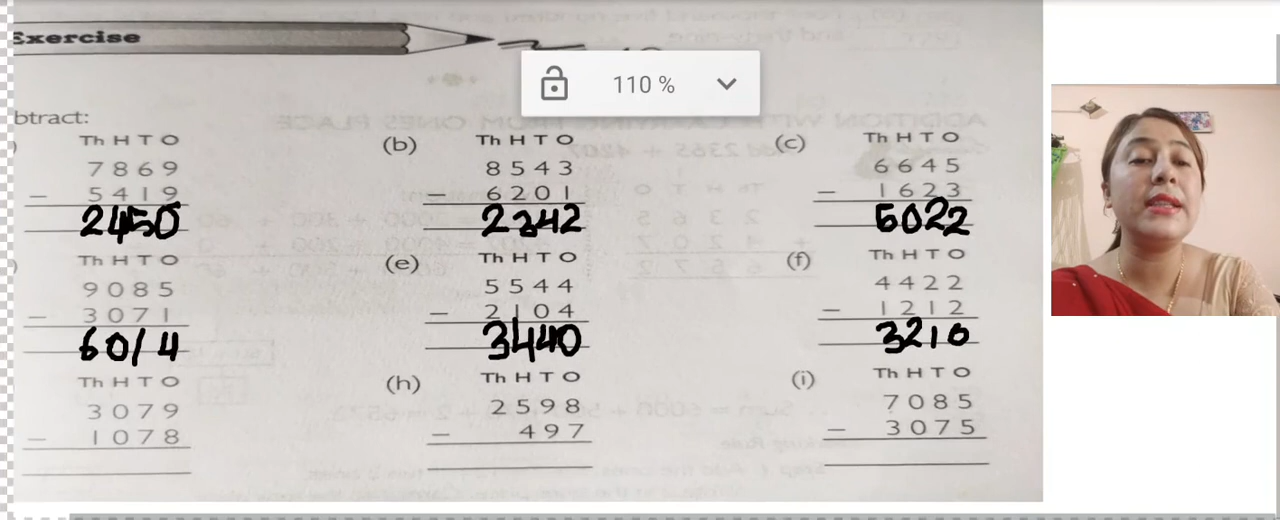 Exercise
110 %
btract:
Th H T O
7 8 6 9
– 5 4 1 9
2450
(b) Th H T O
8 5 4 3
– 6 2 0 1
2342
(c) Th H T O
6 6 4 5
– 1 6 2 3
5022
) Th H T O
9 0 8 5
– 3 0 7 1
6014
(e) Th H T O
5 5 4 4
– 2 1 0 4
3440
(f) Th H T O
4 4 2 2
– 1 2 1 2
3210
Th H T O
3 0 7 9
– 1 0 7 8
(h) Th H T O
2 5 9 8
– 4 9 7
(i) Th H T O
7 0 8 5
– 3 0 7 5